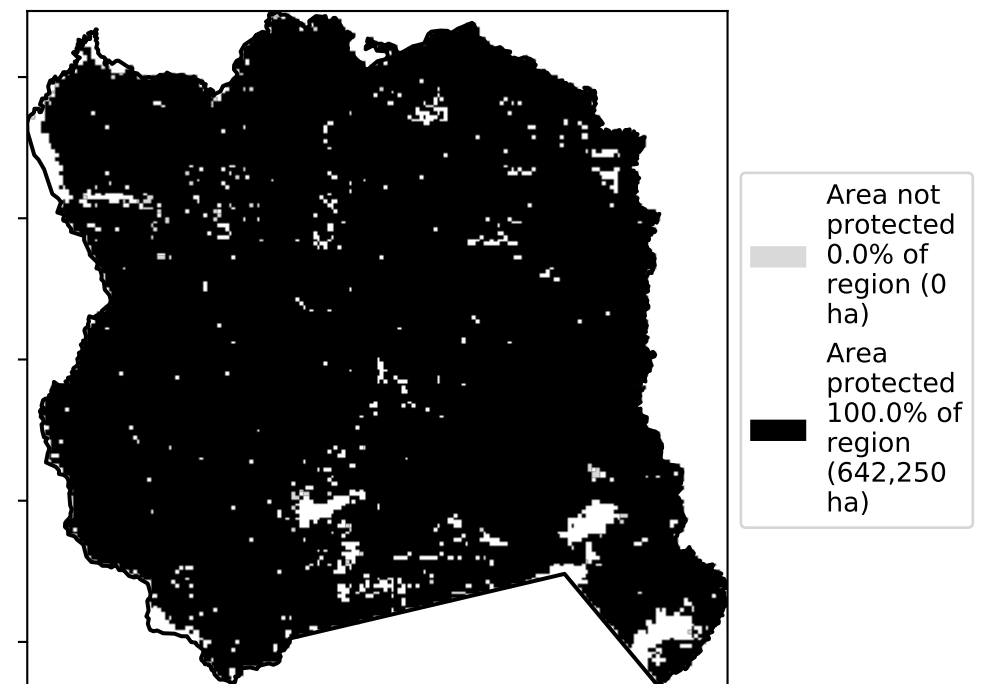 Area not
protected
0.0% of
region (0
ha)
Area
protected
100.0% of
region
(642,250
ha)